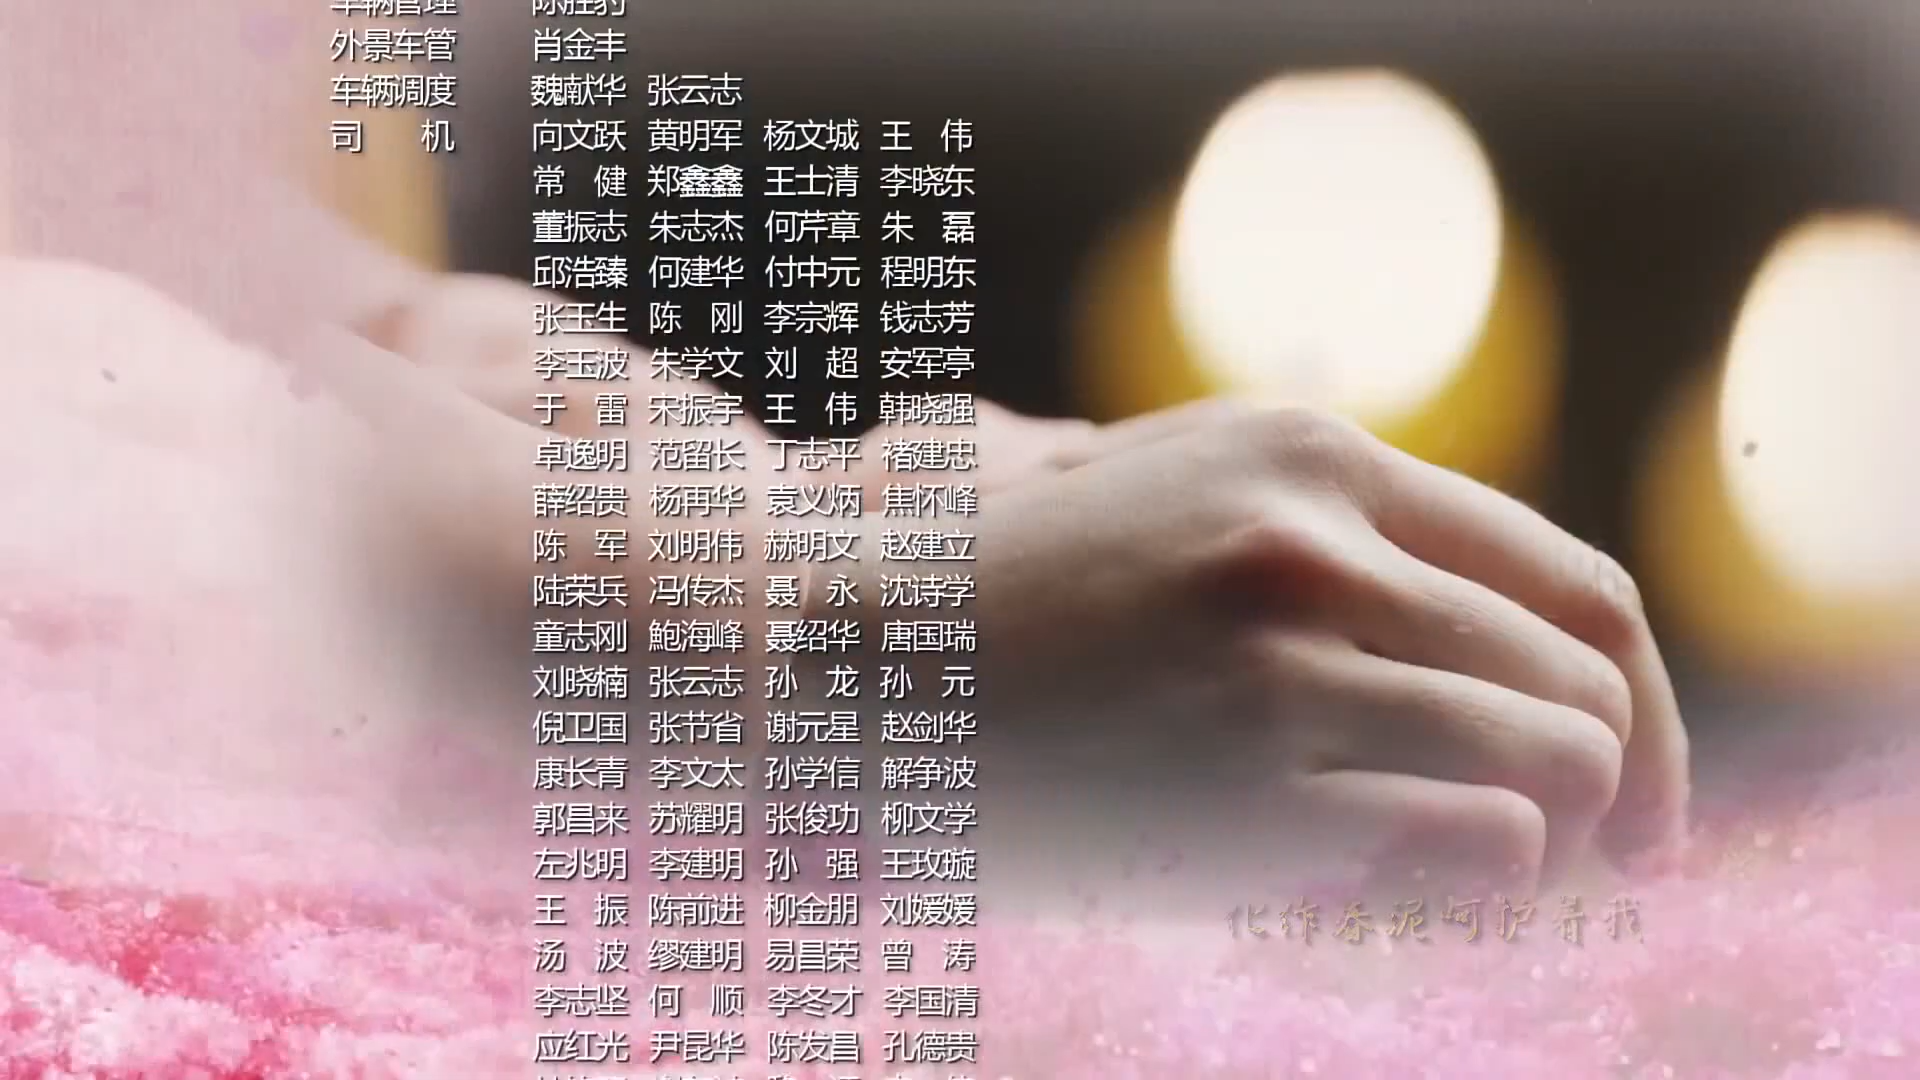 车辆管理 陈胜豹
外景车管 肖金丰
车辆调度 魏献华 张云志
司 机 向文跃 黄明军 杨文城 王 伟
常 健 郑鑫鑫 王士清 李晓东
董振志 朱志杰 何芹章 朱 磊
邱浩臻 何建华 付中元 程明东
张玉生 陈 刚 李宗辉 钱志芳
李玉波 朱学文 刘 超 安军亭
于 雷 宋振宇 王 伟 韩晓强
卓逸明 范留长 丁志平 褚建忠
薛绍贵 杨再华 袁义炳 焦怀峰
陈 军 刘明伟 赫明文 赵建立
陆荣兵 冯传杰 聂 永 沈诗学
童志刚 鲍海峰 聂绍华 唐国瑞
刘晓楠 张云志 孙 龙 孙 元
倪卫国 张节省 谢元星 赵剑华
康长青 李文太 孙学信 解争波
郭昌来 苏耀明 张俊功 柳文学
左兆明 李建明 孙 强 王玫璇
王 振 陈前进 柳金朋 刘媛媛
汤 波 缪建明 易昌荣 曾 涛
李志坚 何 顺 李冬才 李国清
应红光 尹昆华 陈发昌 孔德贵
化作春泥呵护着我